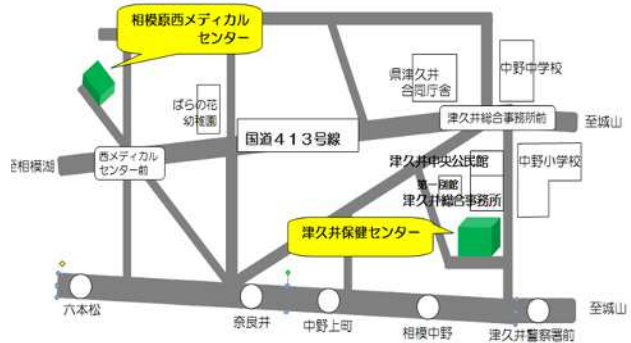 相模原西メディカル
センター
県津久井
合同庁舎
中野中学校
ばらの花
幼稚園
国道413号線
津久井総合事務所前
至城山
至相模湖
西メディカル
センター前
津久井中央公民館
中野小学校
第一別館
津久井総合事務所
津久井保健センター
六本松
奈良井
中野上町
相模中野
津久井警察署前
至城山